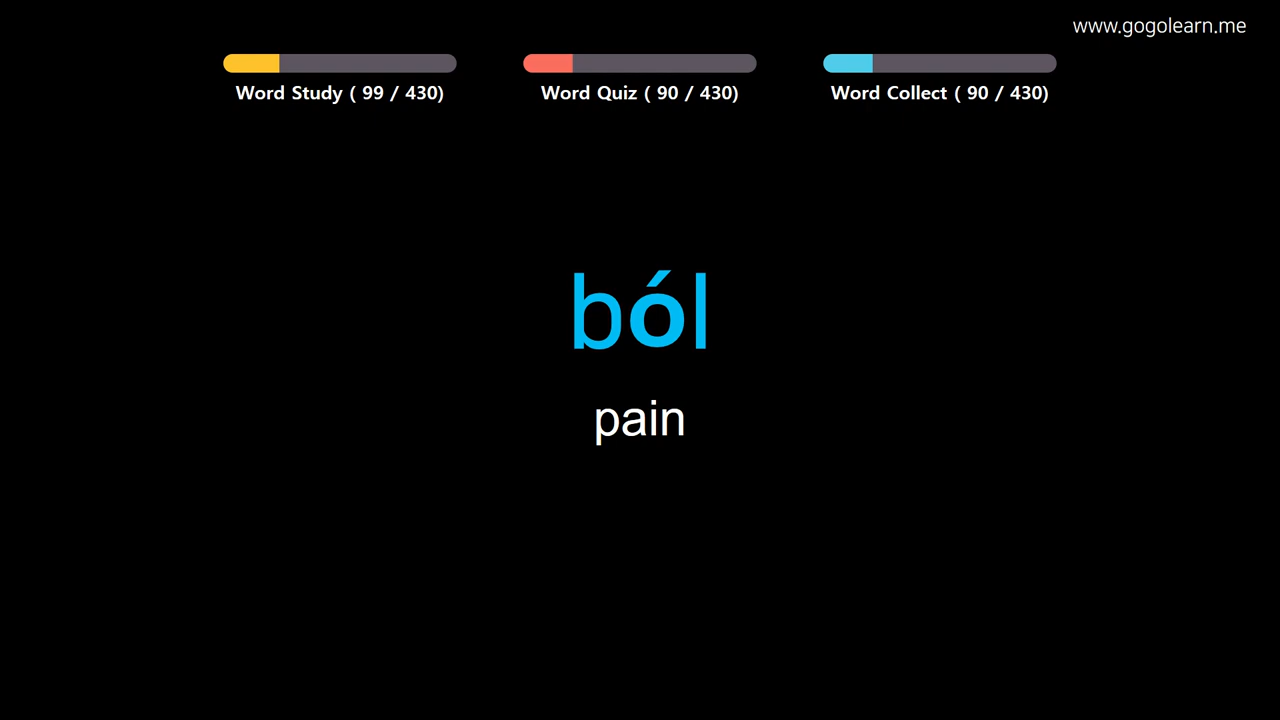 www.gogolearn.me
Word Study ( 99 / 430)
Word Quiz ( 90 / 430)
Word Collect ( 90 / 430)
ból
pain